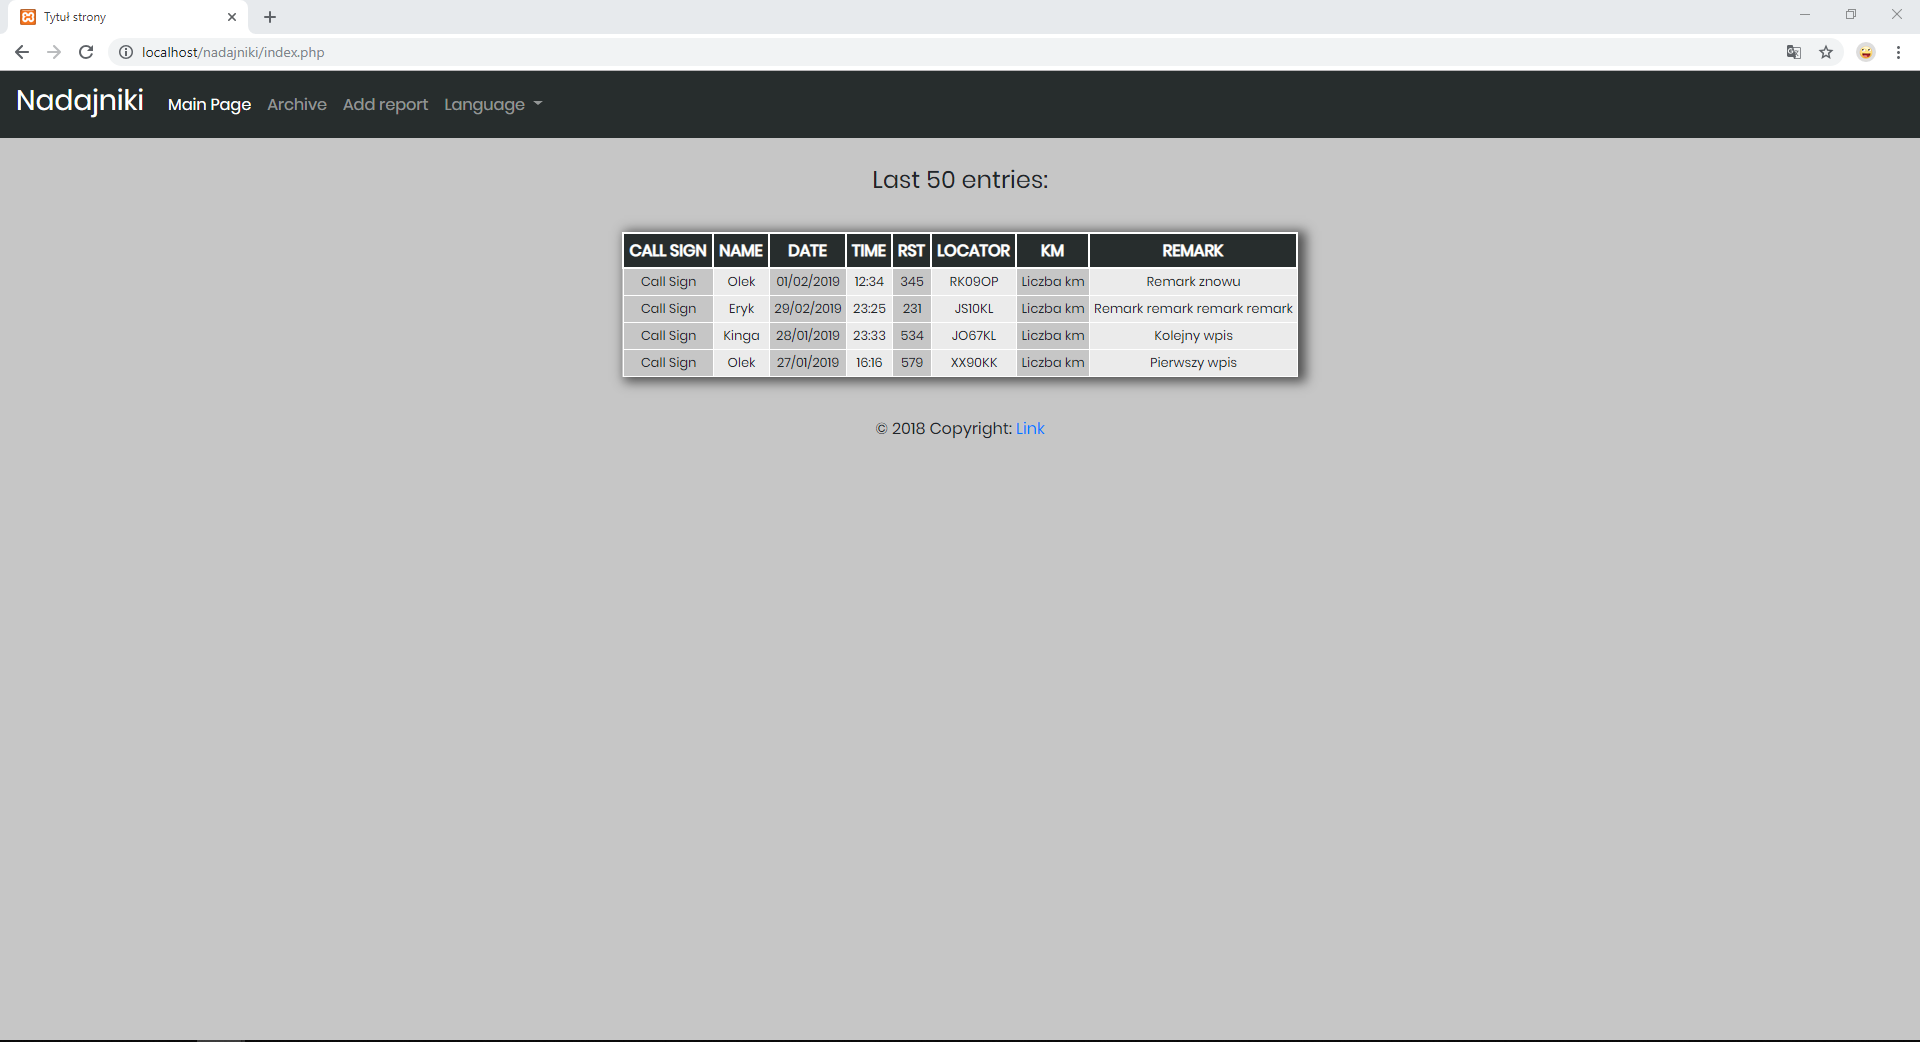 Tytuł strony
localhost/nadajniki/index.php
Nadajniki Main Page Archive Add report Language
Last 50 entries:
CALL SIGN NAME DATE TIME RST LOCATOR KM REMARK
Call Sign Olek 01/02/2019 12:34 345 RK09OP Liczba km Remark znowu
Call Sign Eryk 29/02/2019 23:25 231 JS10KL Liczba km Remark remark remark remark
Call Sign Kinga 28/01/2019 23:33 534 JO67KL Liczba km Kolejny wpis
Call Sign Olek 27/01/2019 16:16 579 XX90KK Liczba km Pierwszy wpis
© 2018 Copyright: Link